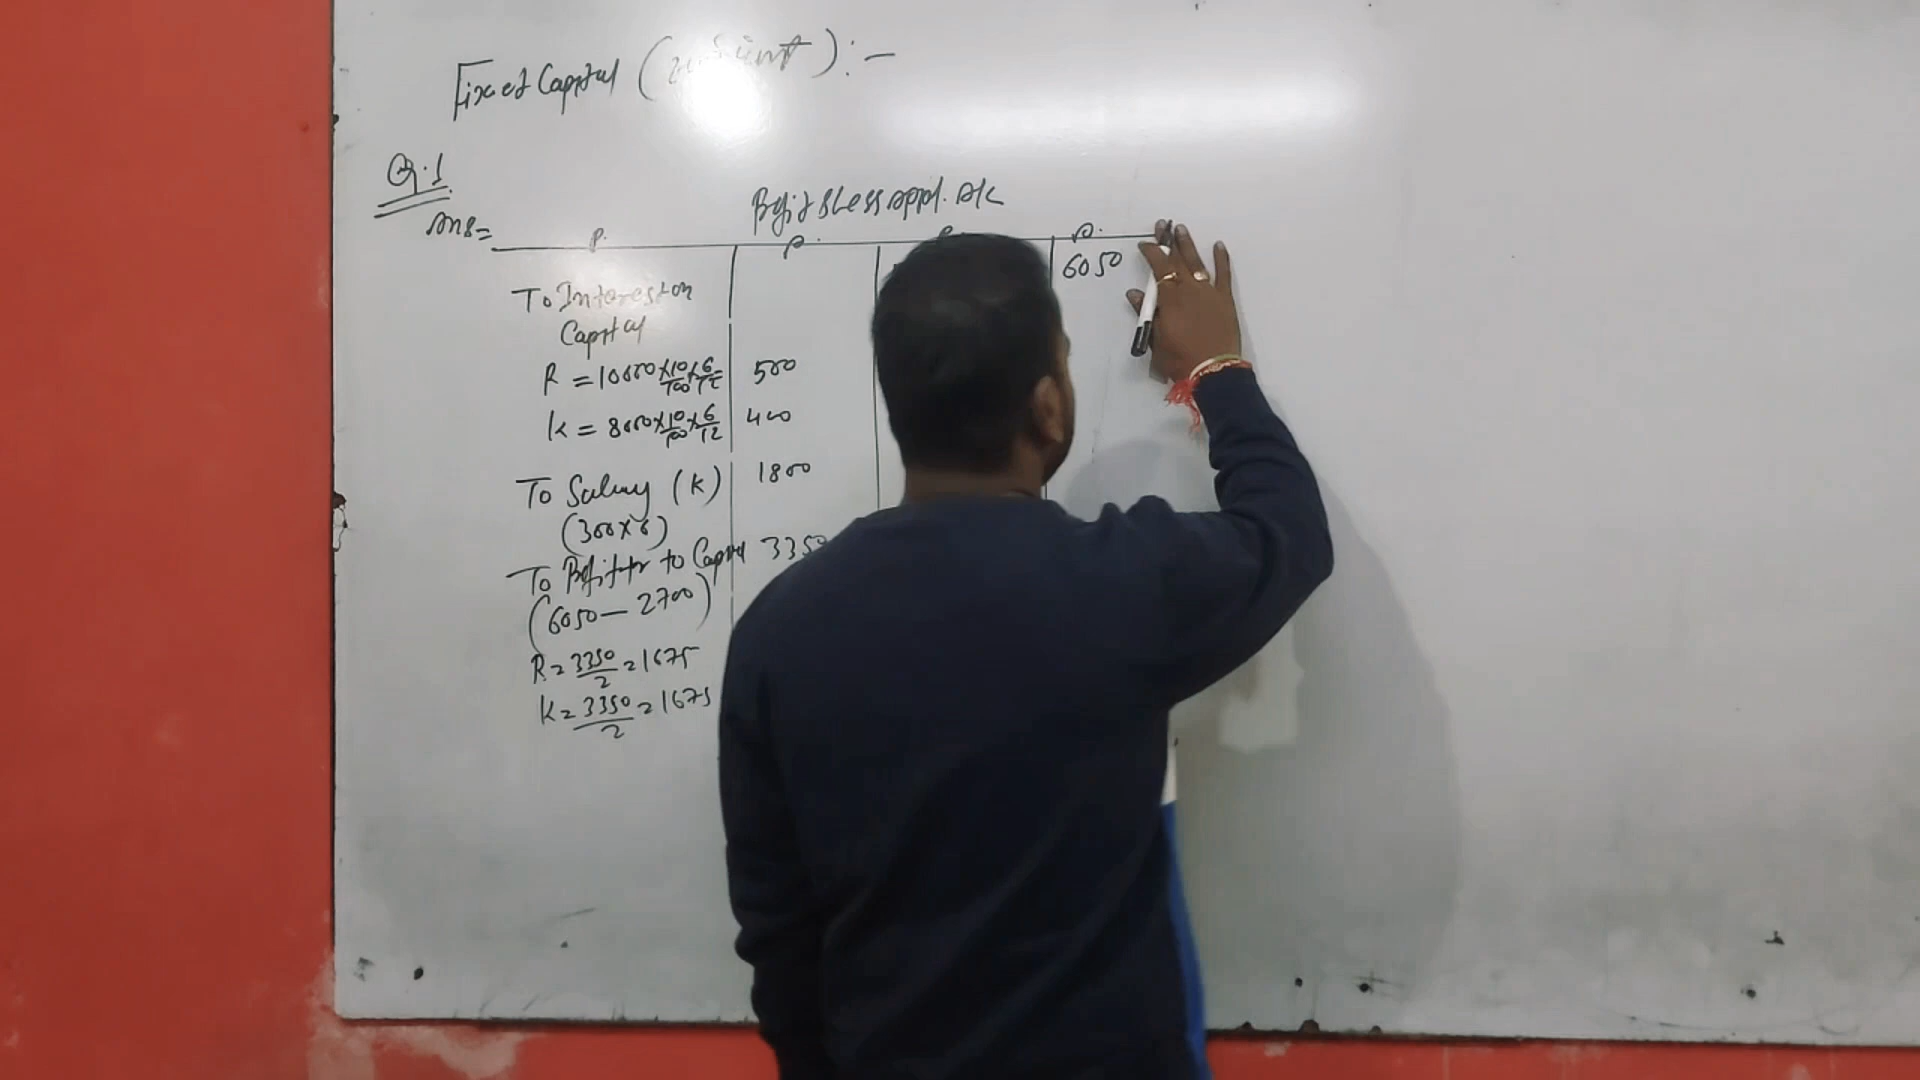 Fixed Capital ( ) : -
Q.1
Ans=
Profit & Loss appl. A/c
P. P. P. P.
To Interest on 6050
Capital
R = 10000 × 10/100 × 6/12 = 500
K = 8000 × 10/100 × 6/12 400
To Salary (K) 1800
(300×6)
To Profit tr to Capital 3350
(6050 — 2700)
R = 3350/2 = 1675
K = 3350/2 = 1675